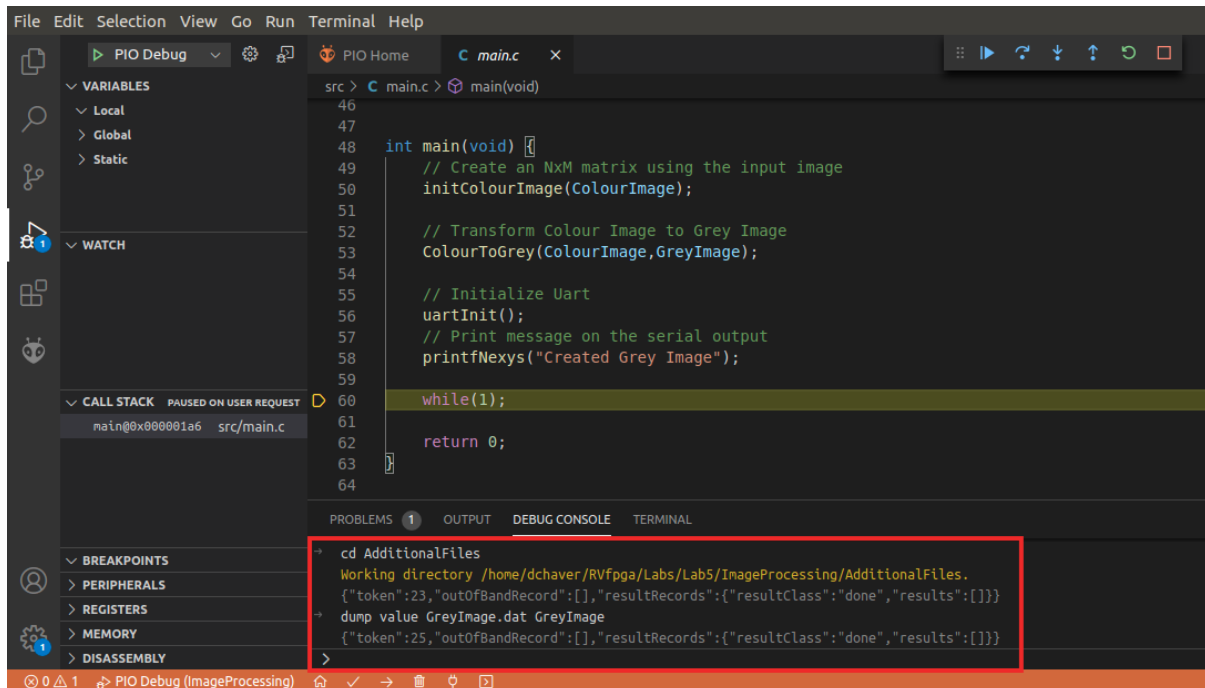 File Edit Selection View Go Run Terminal Help
PIO Debug
PIO Home
C main.c
src > C main.c > main(void)
VARIABLES
Local
Global
Static
WATCH
CALL STACK PAUSED ON USER REQUEST
main@0x000001a6 src/main.c
BREAKPOINTS
PERIPHERALS
REGISTERS
MEMORY
DISASSEMBLY
46
47
48 int main(void) {
49 // Create an NxM matrix using the input image
50 initColourImage(ColourImage);
51
52 // Transform Colour Image to Grey Image
53 ColourToGrey(ColourImage,GreyImage);
54
55 // Initialize Uart
56 uartInit();
57 // Print message on the serial output
58 printfNexys("Created Grey Image");
59
60 while(1);
61
62 return 0;
63 }
64
PROBLEMS 1 OUTPUT DEBUG CONSOLE TERMINAL
cd AdditionalFiles
Working directory /home/dchaver/RVfpga/Labs/Lab5/ImageProcessing/AdditionalFiles.
{"token":23,"outOfBandRecord":[],"resultRecords":{"resultClass":"done","results":[]}}
dump value GreyImage.dat GreyImage
{"token":25,"outOfBandRecord":[],"resultRecords":{"resultClass":"done","results":[]}}
>
1
1
0 1 PIO Debug (ImageProcessing)